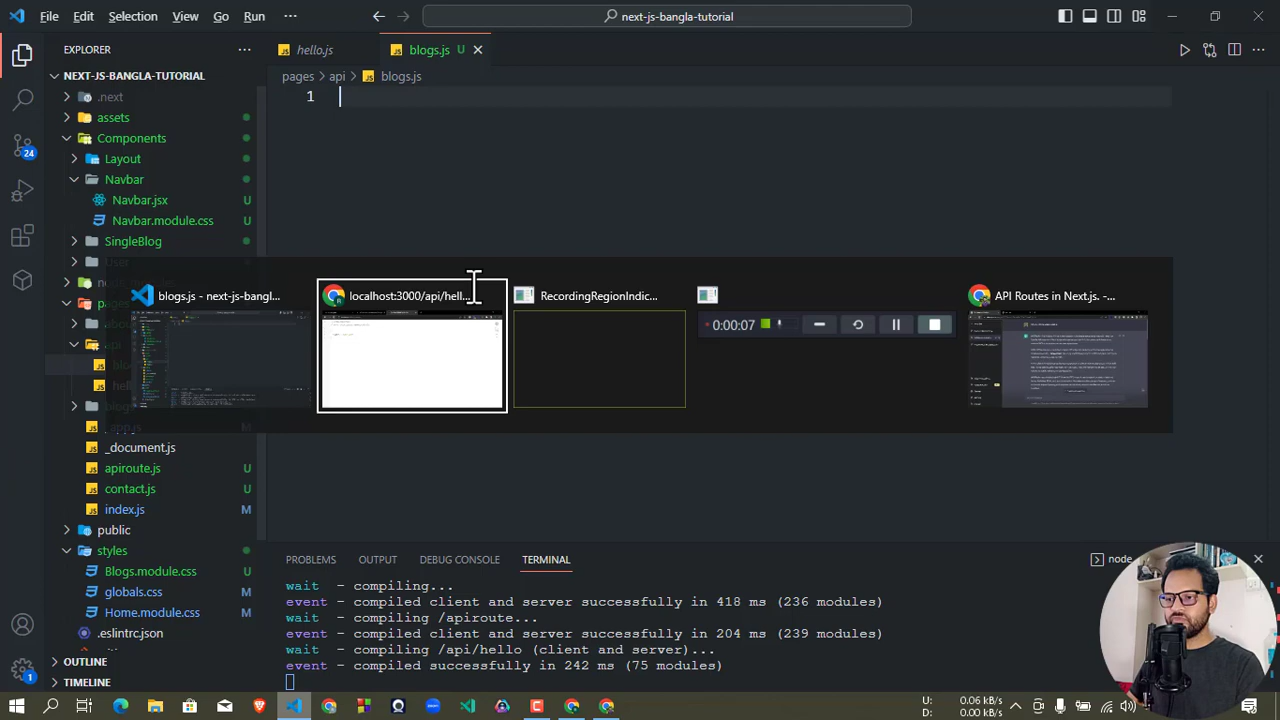 File Edit Selection View Go Run
next-js-bangla-tutorial
EXPLORER
NEXT-JS-BANGLA-TUTORIAL
.next
assets
Components
Layout
Navbar
Navbar.jsx U
Navbar.module.css U
SingleBlog
User
_document.js
apiroute.js U
contact.js U
index.js M
public
styles
Blogs.module.css U
globals.css M
Home.module.css M
.eslintrc.json
OUTLINE
TIMELINE
24
1
hello.js
blogs.js U
pages > api > blogs.js
1
blogs.js - next-js-bangl...
localhost:3000/api/hell...
RecordingRegionIndic...
0:00:07
API Routes in Next.js. -...
PROBLEMS OUTPUT DEBUG CONSOLE TERMINAL
node
wait - compiling...
event - compiled client and server successfully in 418 ms (236 modules)
wait - compiling /apiroute...
event - compiled client and server successfully in 204 ms (239 modules)
wait - compiling /api/hello (client and server)...
event - compiled successfully in 242 ms (75 modules)
U: 0.06 kB/s
D: 0.00 kB/s